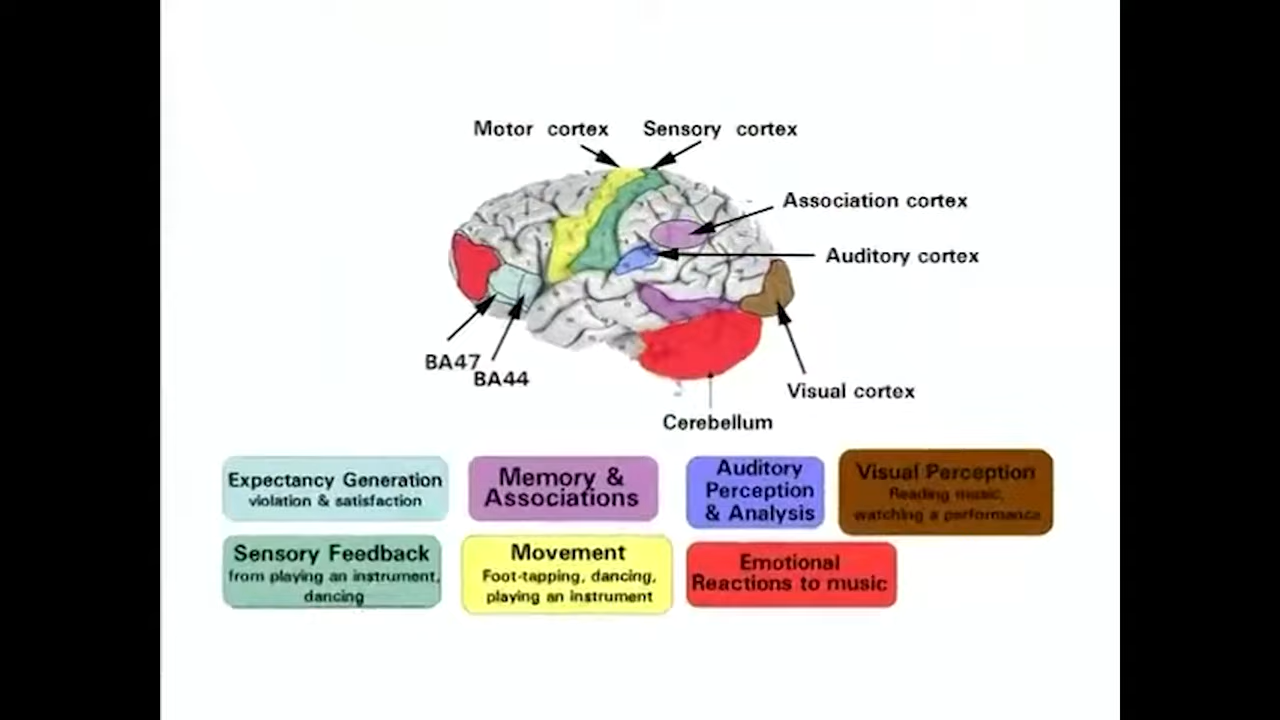 Motor cortex
Sensory cortex
Association cortex
Auditory cortex
BA47
BA44
Visual cortex
Cerebellum
Expectancy Generation
violation & satisfaction
Memory &
Associations
Auditory
Perception
& Analysis
Visual Perception
Reading music,
watching a performance
Sensory Feedback
from playing an instrument,
dancing
Movement
Foot-tapping, dancing,
playing an instrument
Emotional
Reactions to music